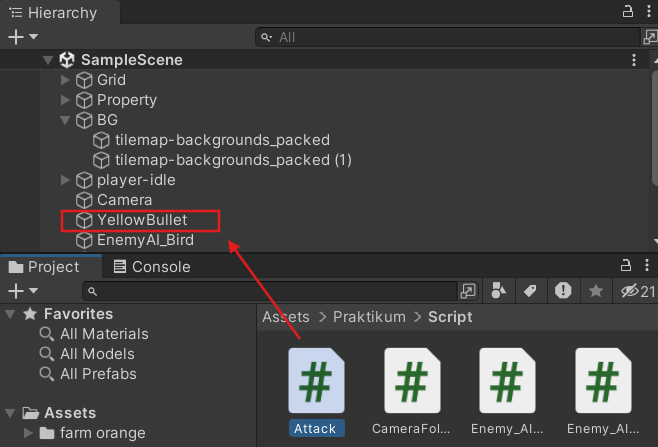 Hierarchy
All
SampleScene
Grid
Property
BG
tilemap-backgrounds_packed
tilemap-backgrounds_packed (1)
player-idle
Camera
YellowBullet
EnemyAI_Bird
Project
Console
21
Favorites
All Materials
All Models
All Prefabs
Assets
farm orange
Assets > Praktikum > Script
Attack
CameraFol...
Enemy_AI...
Enemy_AI...